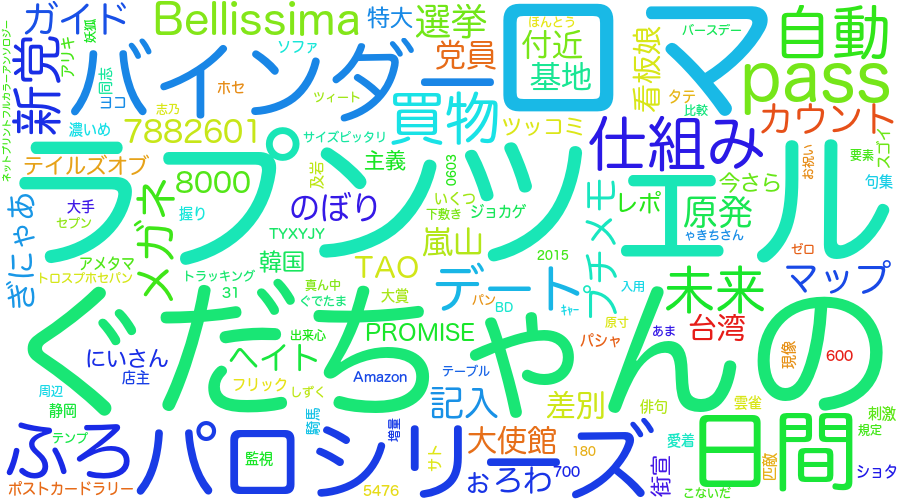 ガイド
Bellissima
特大
ほんとう
選挙
ロマ
バースデー
自動
妖狐
アリキ
ソファ
党員
付近
新党
バインダー
山同志
ホセ
基地
看板娘
pass
ネットプリントフルカラーアンソロジー
山コ
志乃
ツィート
買物
タテ
比較
濃いめ
7882601
サイズピッタリ
ツッコミ
仕組み
カウント
スゴイ
テイルズオブ
ラプンツェル
主義
0603
お祝い
要素
メガネ
8000
及岩
いくつ
プチメモ
今さら
句集
ぎにゃあ
大手
握り
のぼり
下敷き
ジョカゲ
レポ
原発
セブン
TYXYJY
嵐山
ゃきちさん
アメタマ
韓国
TAO
2015
ゼロ
トロスプホセバン
トラッキング
真ん中
デート
未来
マップ
31
ぐでたま
大賞
パン
BD
キャー
入用
ぐだちゃんの
出来心
PROMISE
原寸
あま
台湾
にいさん
ヘイト
パシャ
現像
600
店主
Amazon
テーブル
周辺
フリック
しずく
記入
差別
俳句
雲雀
静岡
騎馬
増量
刺激
テンプ
ふろ
パロシリーズ
大使館
愛着
日間
規定
監視
サト
180
街宣
匹敵
ショタ
ポストカードラリー
5476
ぉろわ
700
こないだ